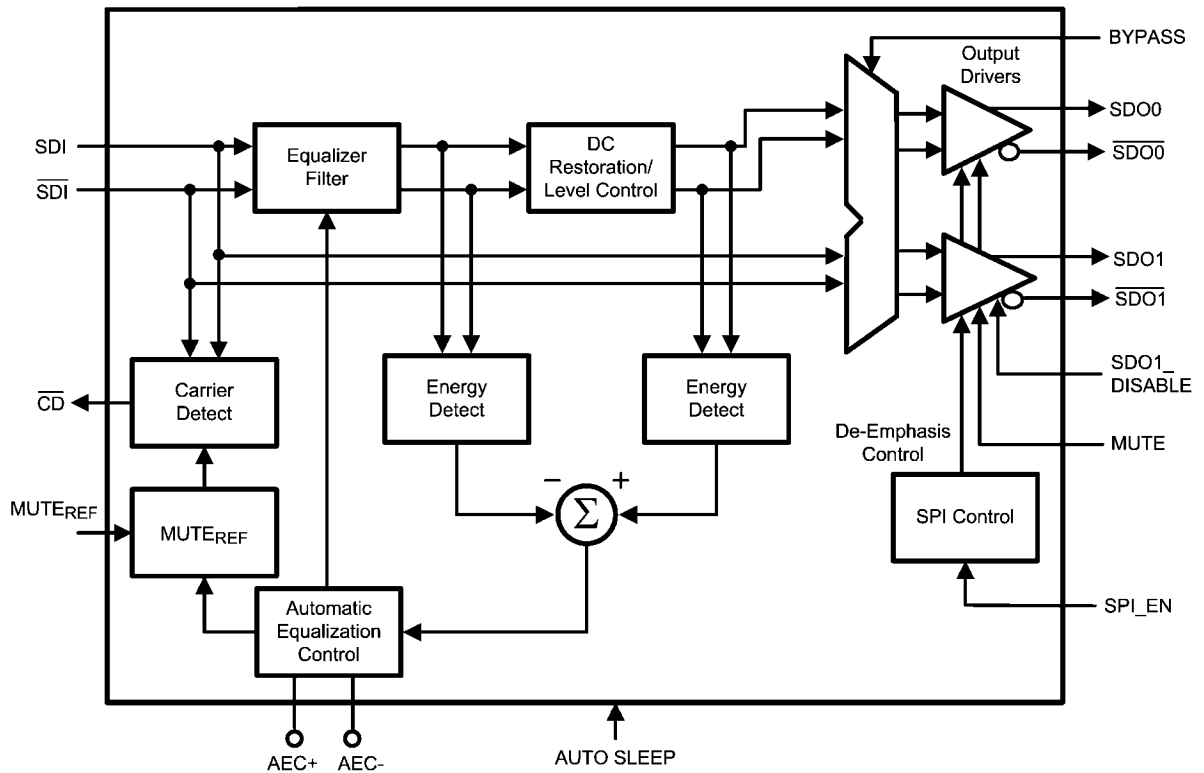 BYPASS
Output
Drivers
SDO0
SDO0
SDI
SDI
Equalizer
Filter
DC
Restoration/
Level Control
SDO1
SDO1
Carrier
Detect
CD
Energy
Detect
Energy
Detect
SDO1_
DISABLE
De-Emphasis
Control
MUTE
− +
Σ
SPI Control
MUTEREF
MUTEREF
Automatic
Equalization
Control
SPI_EN
AEC+ AEC-
AUTO SLEEP